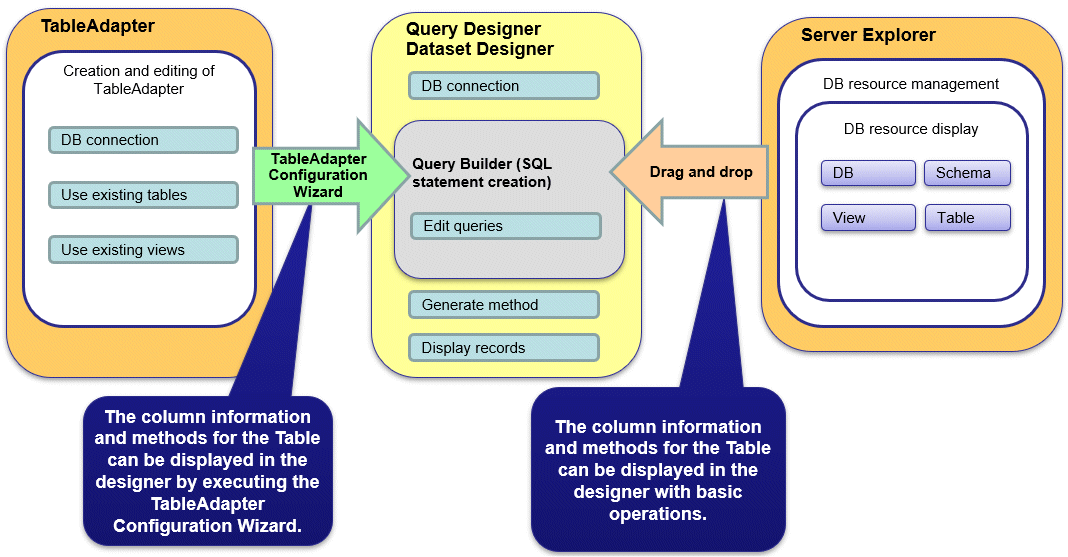 TableAdapter
Creation and editing of
TableAdapter
DB connection
Use existing tables
Use existing views
TableAdapter
Configuration
Wizard
Query Designer
Dataset Designer
DB connection
Query Builder (SQL
statement creation)
Edit queries
Generate method
Display records
Drag and drop
Server Explorer
DB resource management
DB resource display
DB
Schema
View
Table
The column information
and methods for the Table
can be displayed in the
designer by executing the
TableAdapter
Configuration Wizard.
The column information
and methods for the Table
can be displayed in the
designer with basic
operations.